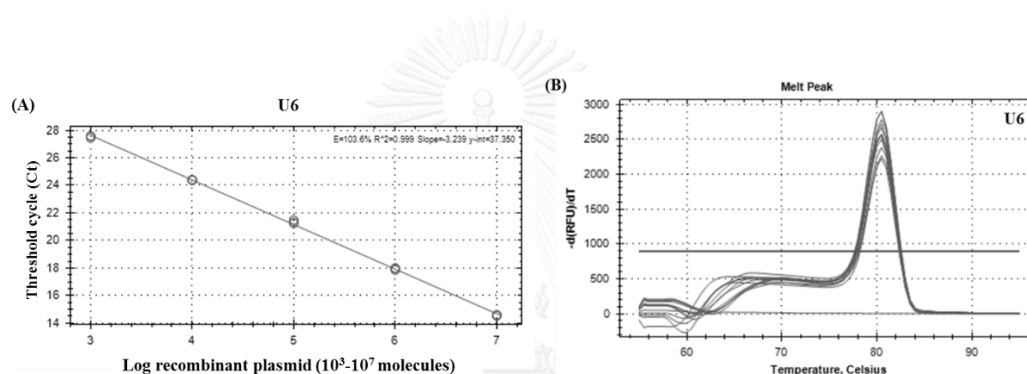 (A)
U6
E=103.6% R^2=0.999 Slope=-3.239 y-int=37.350
Threshold cycle (Ct)
28
26
24
22
20
18
16
14
3
4
5
6
7
Log recombinant plasmid (10³-10⁷ molecules)
(B)
Melt Peak
U6
-d(RFU)/dT
3000
2500
2000
1500
1000
500
0
60
70
80
90
Temperature, Celsius